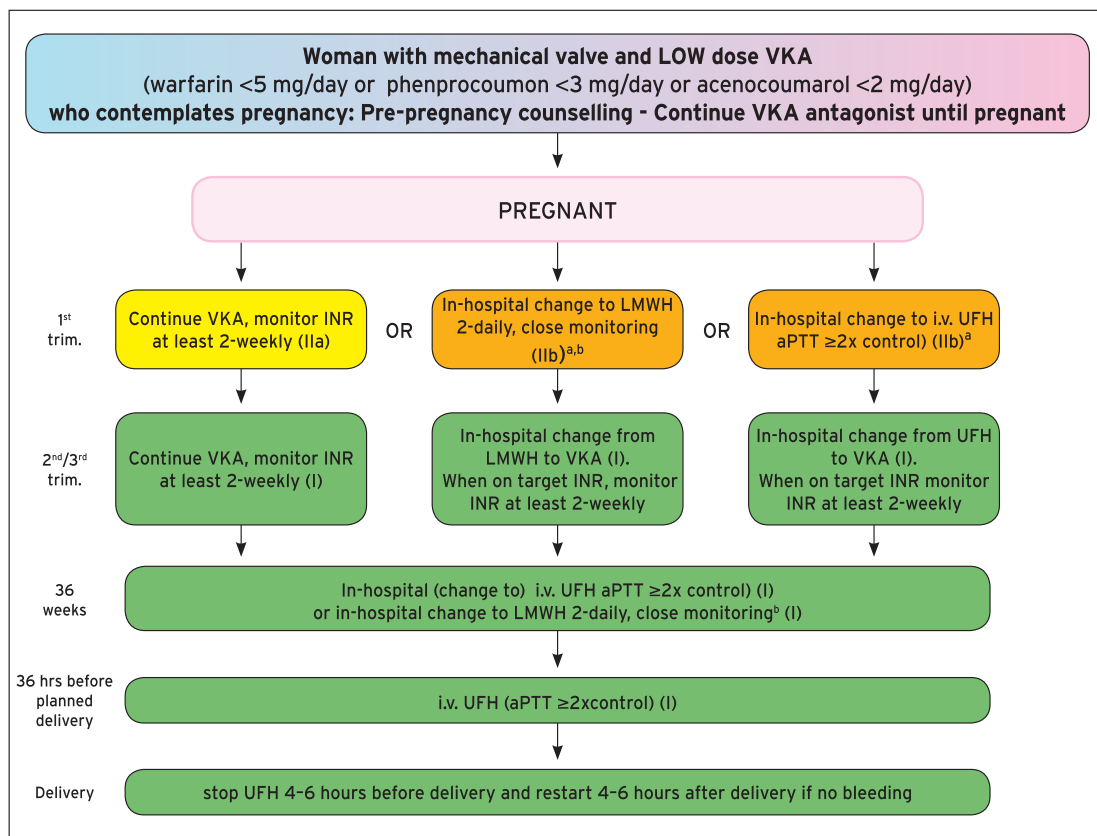 Woman with mechanical valve and LOW dose VKA
(warfarin <5 mg/day or phenprocoumon <3 mg/day or acenocoumarol <2 mg/day)
who contemplates pregnancy: Pre-pregnancy counselling - Continue VKA antagonist until pregnant
PREGNANT
1st
trim.
Continue VKA, monitor INR
at least 2-weekly (IIa)
OR
In-hospital change to LMWH
2-daily, close monitoring
(IIb)a,b
OR
In-hospital change to i.v. UFH
aPTT ≥2x control) (IIb)a
2nd/3rd
trim.
Continue VKA, monitor INR
at least 2-weekly (I)
In-hospital change from
LMWH to VKA (I).
When on target INR, monitor
INR at least 2-weekly
In-hospital change from UFH
to VKA (I).
When on target INR monitor
INR at least 2-weekly
36
weeks
In-hospital (change to) i.v. UFH aPTT ≥2x control) (I)
or in-hospital change to LMWH 2-daily, close monitoringb (I)
36 hrs before
planned
delivery
i.v. UFH (aPTT ≥2xcontrol) (I)
Delivery
stop UFH 4–6 hours before delivery and restart 4–6 hours after delivery if no bleeding